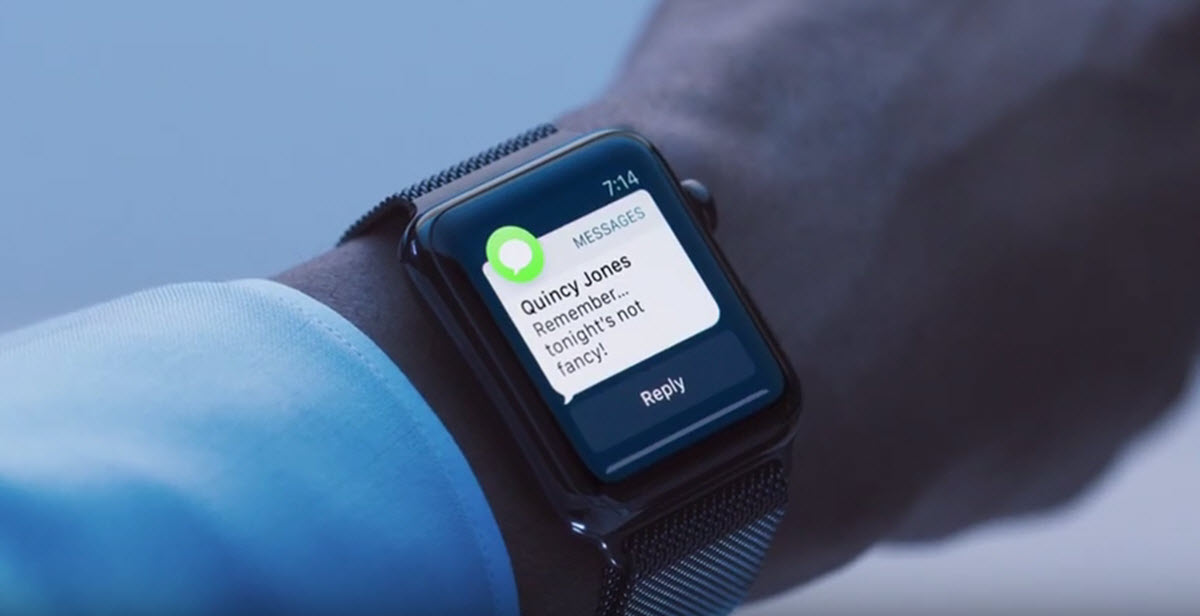 7:14
MESSAGES
Quincy Jones
Remember...
tonight's not
fancy!
Reply